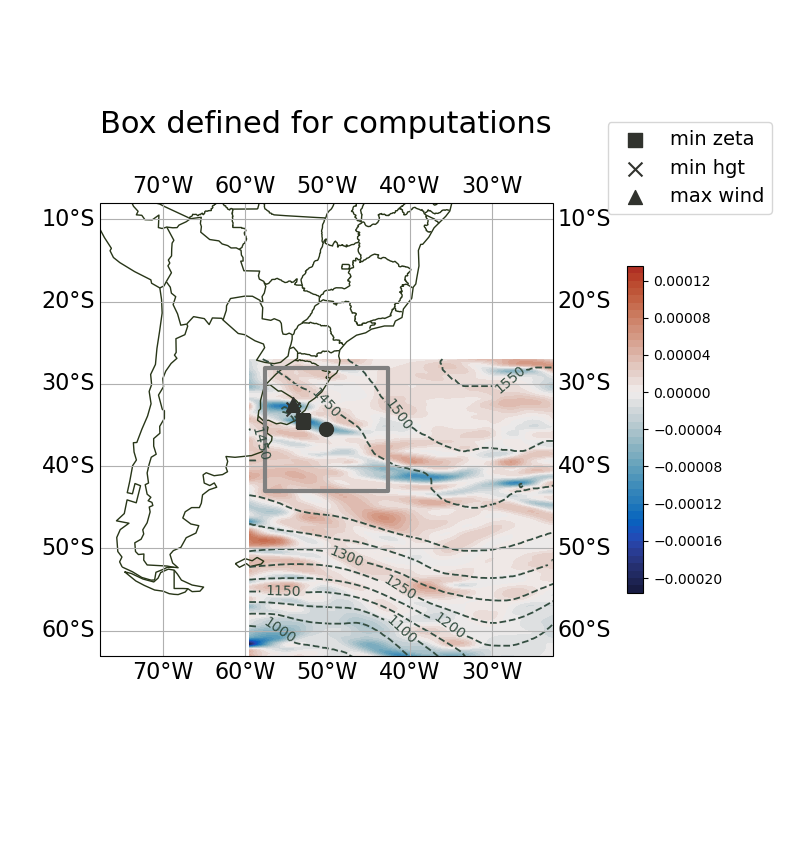 Box defined for computations
min zeta
min hgt
max wind
70°W 60°W 50°W 40°W 30°W
10°S 10°S
20°S 20°S
30°S 30°S
40°S 40°S
50°S 50°S
60°S 60°S
70°W 60°W 50°W 40°W 30°W
1550
1450
1500
1450
1300
1250
1150
1200
1100
1000
0.00012
0.00008
0.00004
0.00000
−0.00004
−0.00008
−0.00012
−0.00016
−0.00020